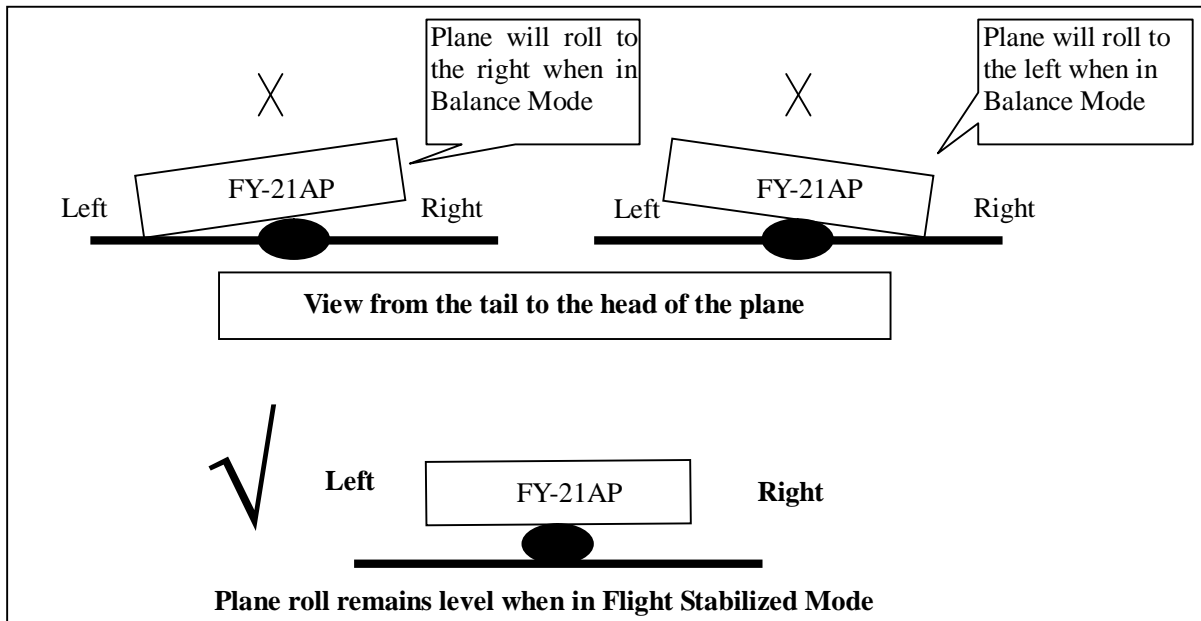 Plane will roll to
the right when in
Balance Mode
Plane will roll to
the left when in
Balance Mode
FY-21AP
FY-21AP
Left
Right
Left
Right
View from the tail to the head of the plane
Left
FY-21AP
Right
Plane roll remains level when in Flight Stabilized Mode